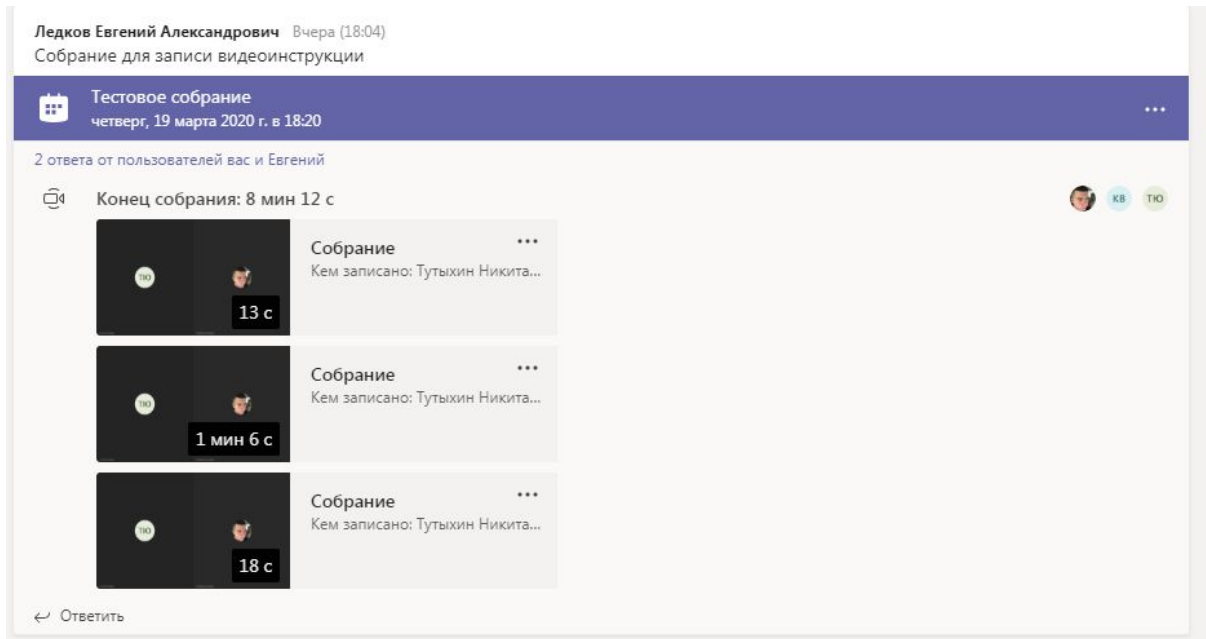 Ледков Евгений Александрович Вчера (18:04)
Собрание для записи видеоинструкции
Тестовое собрание
четверг, 19 марта 2020 г. в 18:20
2 ответа от пользователей вас и Евгений
Конец собрания: 8 мин 12 с
КВ ТЮ
Собрание
Кем записано: Тутыхин Никита...
ТЮ
13 с
Собрание
Кем записано: Тутыхин Никита...
ТЮ
1 мин 6 с
Собрание
Кем записано: Тутыхин Никита...
ТЮ
18 с
Ответить